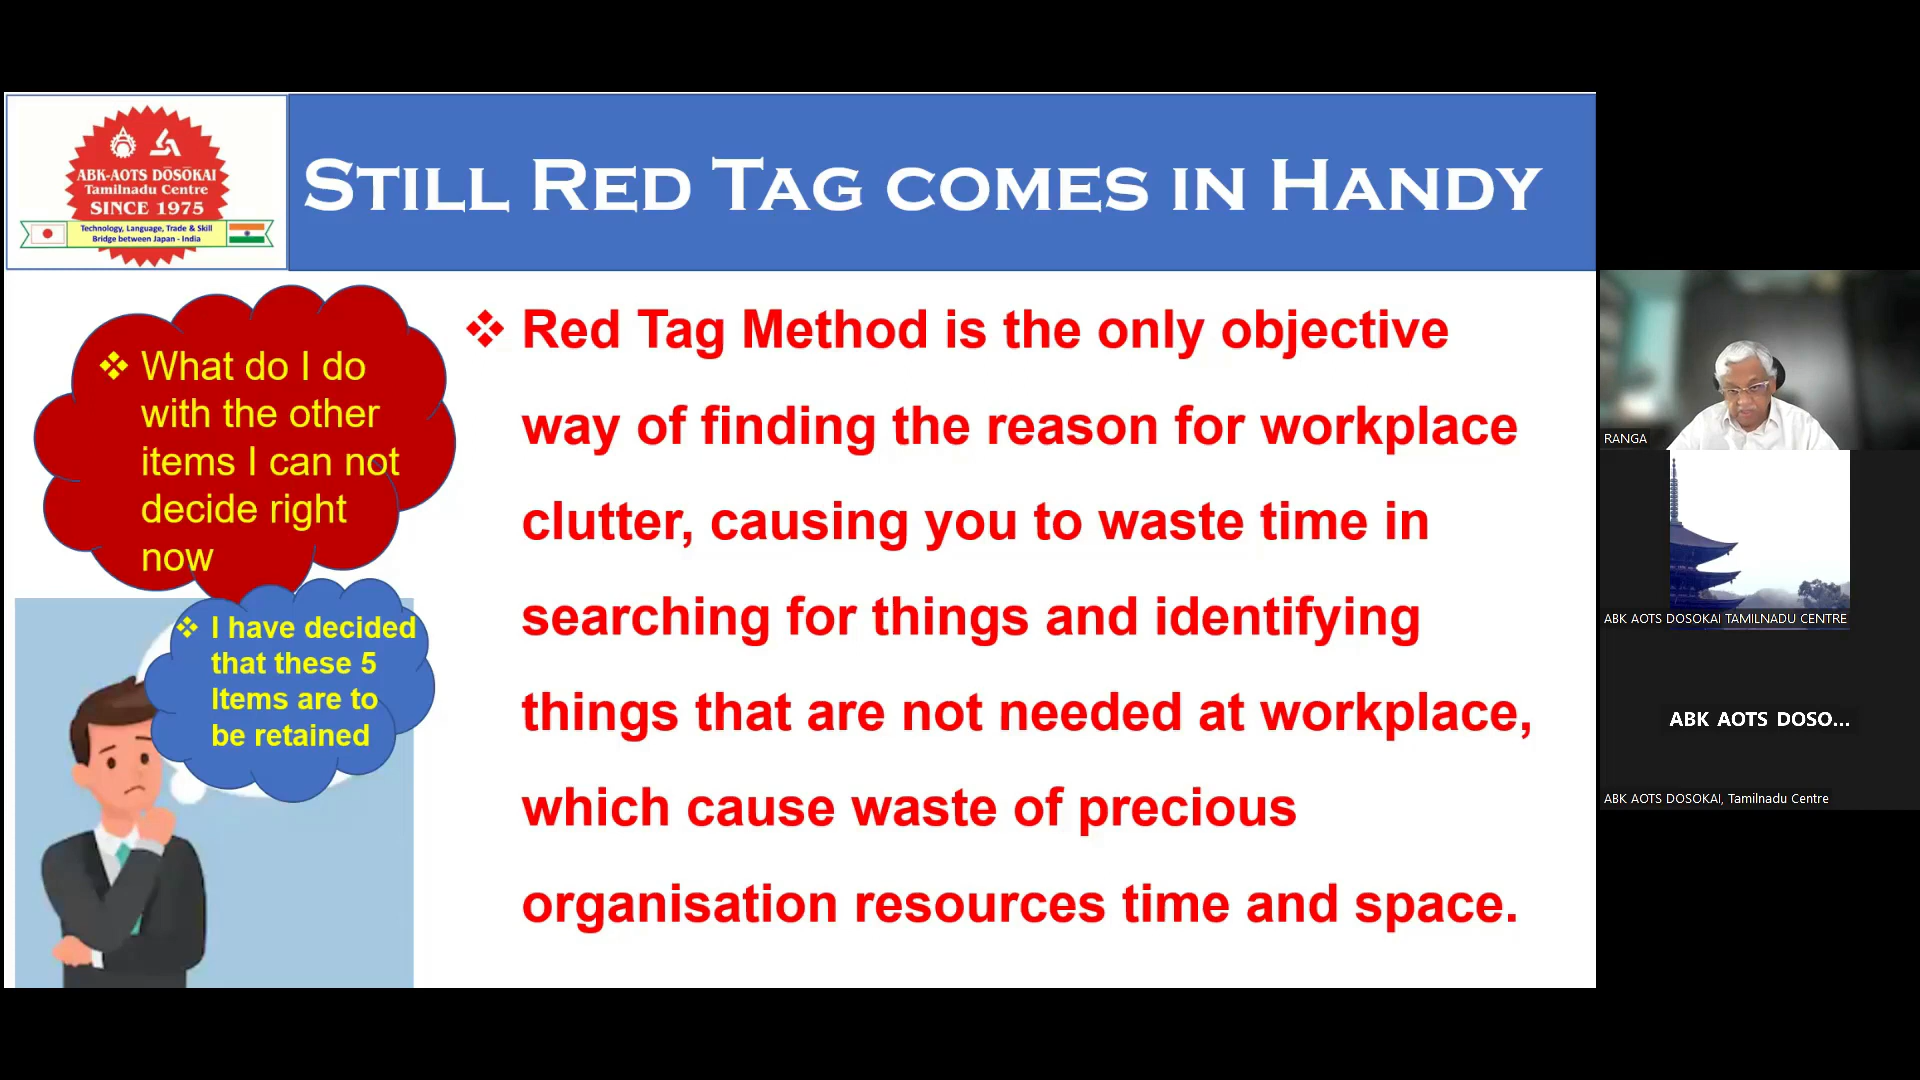 ABK-AOTS DŌSŌKAI
Tamilnadu Centre
SINCE 1975
Technology, Language, Trade & Skill
Bridge between Japan - India
STILL RED TAG COMES IN HANDY
❖ What do I do
with the other
items I can not
decide right
now
❖ I have decided
that these 5
Items are to
be retained
❖ Red Tag Method is the only objective
way of finding the reason for workplace
clutter, causing you to waste time in
searching for things and identifying
things that are not needed at workplace,
which cause waste of precious
organisation resources time and space.
RANGA
ABK AOTS DOSOKAI TAMILNADU CENTRE
ABK AOTS DOSO...
ABK AOTS DOSOKAI, Tamilnadu Centre